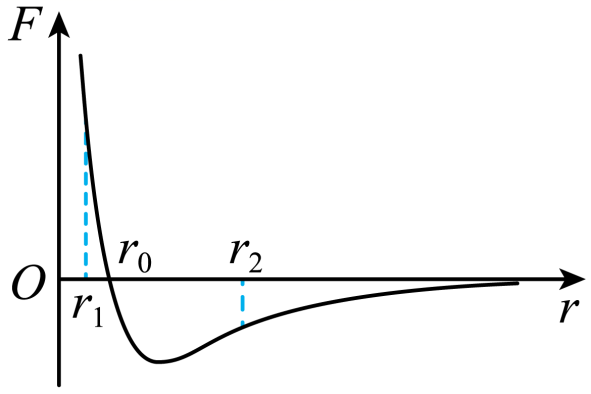 F
r₀ r₂
O r₁ r